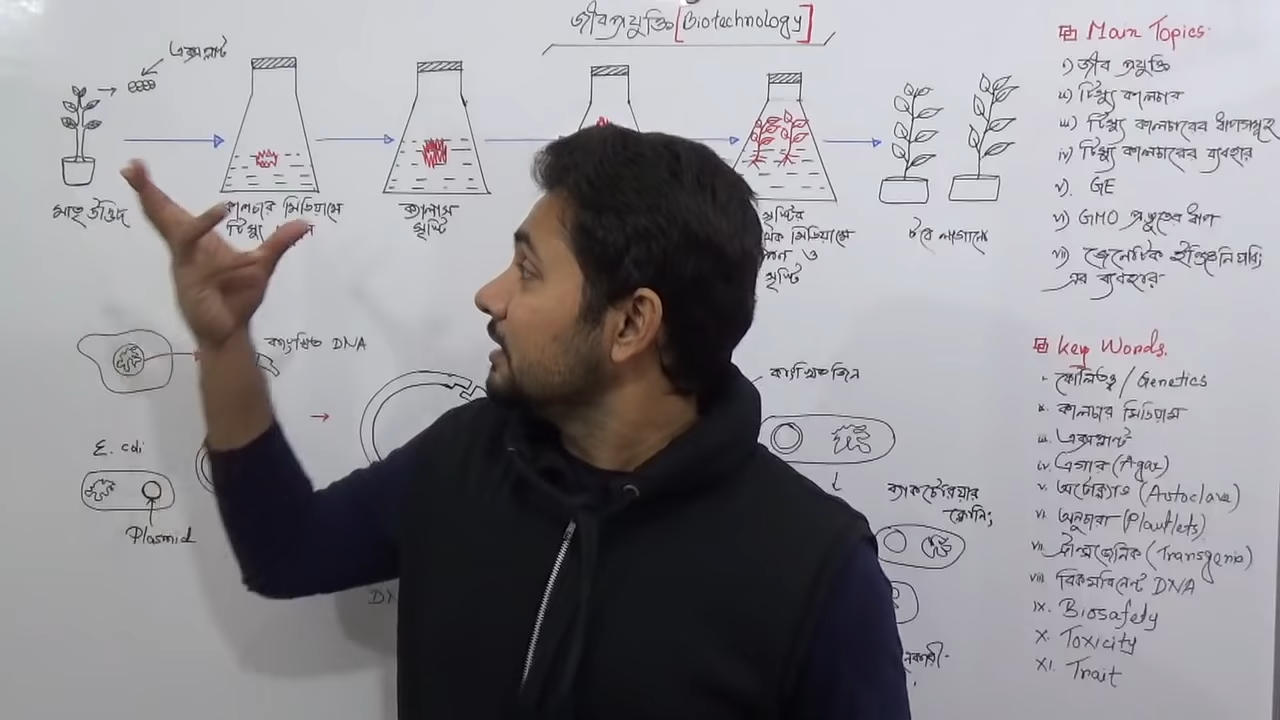 জীবপ্রযুক্তি [Biotechnology]
এক্সপ্লান্ট
মাতৃউদ্ভিদ
কালচার মিডিয়ামে
টিস্যু
ক্যালাস
সৃষ্টি
মিডিয়ামে
ও
সৃষ্টি
টবে লাগানো
Main Topics:
i) জীব প্রযুক্তি
ii) টিস্যু কালচার
iii) টিস্যু কালচারের ধাপসমূহ
iv) টিস্যু কালচারের ব্যবহার
v). GE
vi) GMO প্রস্তুতের ধাপ
vii) জেনেটিক ইঞ্জিনিয়ারিং
এর ব্যবহার
কাঙ্খিত DNA
E. coli
Plasmid
কাঙ্খিত জিন
ব্যাকটেরিয়ার
ক্লোনিং
Key Words.
i. কৌলিতত্ত্ব / Genetics
ii. কালচার মিডিয়াম
iii. এক্সপ্লান্ট
iv. এগার (Agar)
v. অটোক্ল্যাভ (Autoclave)
vi. অনুচারা (Plantlets)
vii. ট্রান্সজেনিক (Transgenic)
viii. রিকম্বিনেন্ট DNA
ix. Biosafety
x. Toxicity
xi. Trait